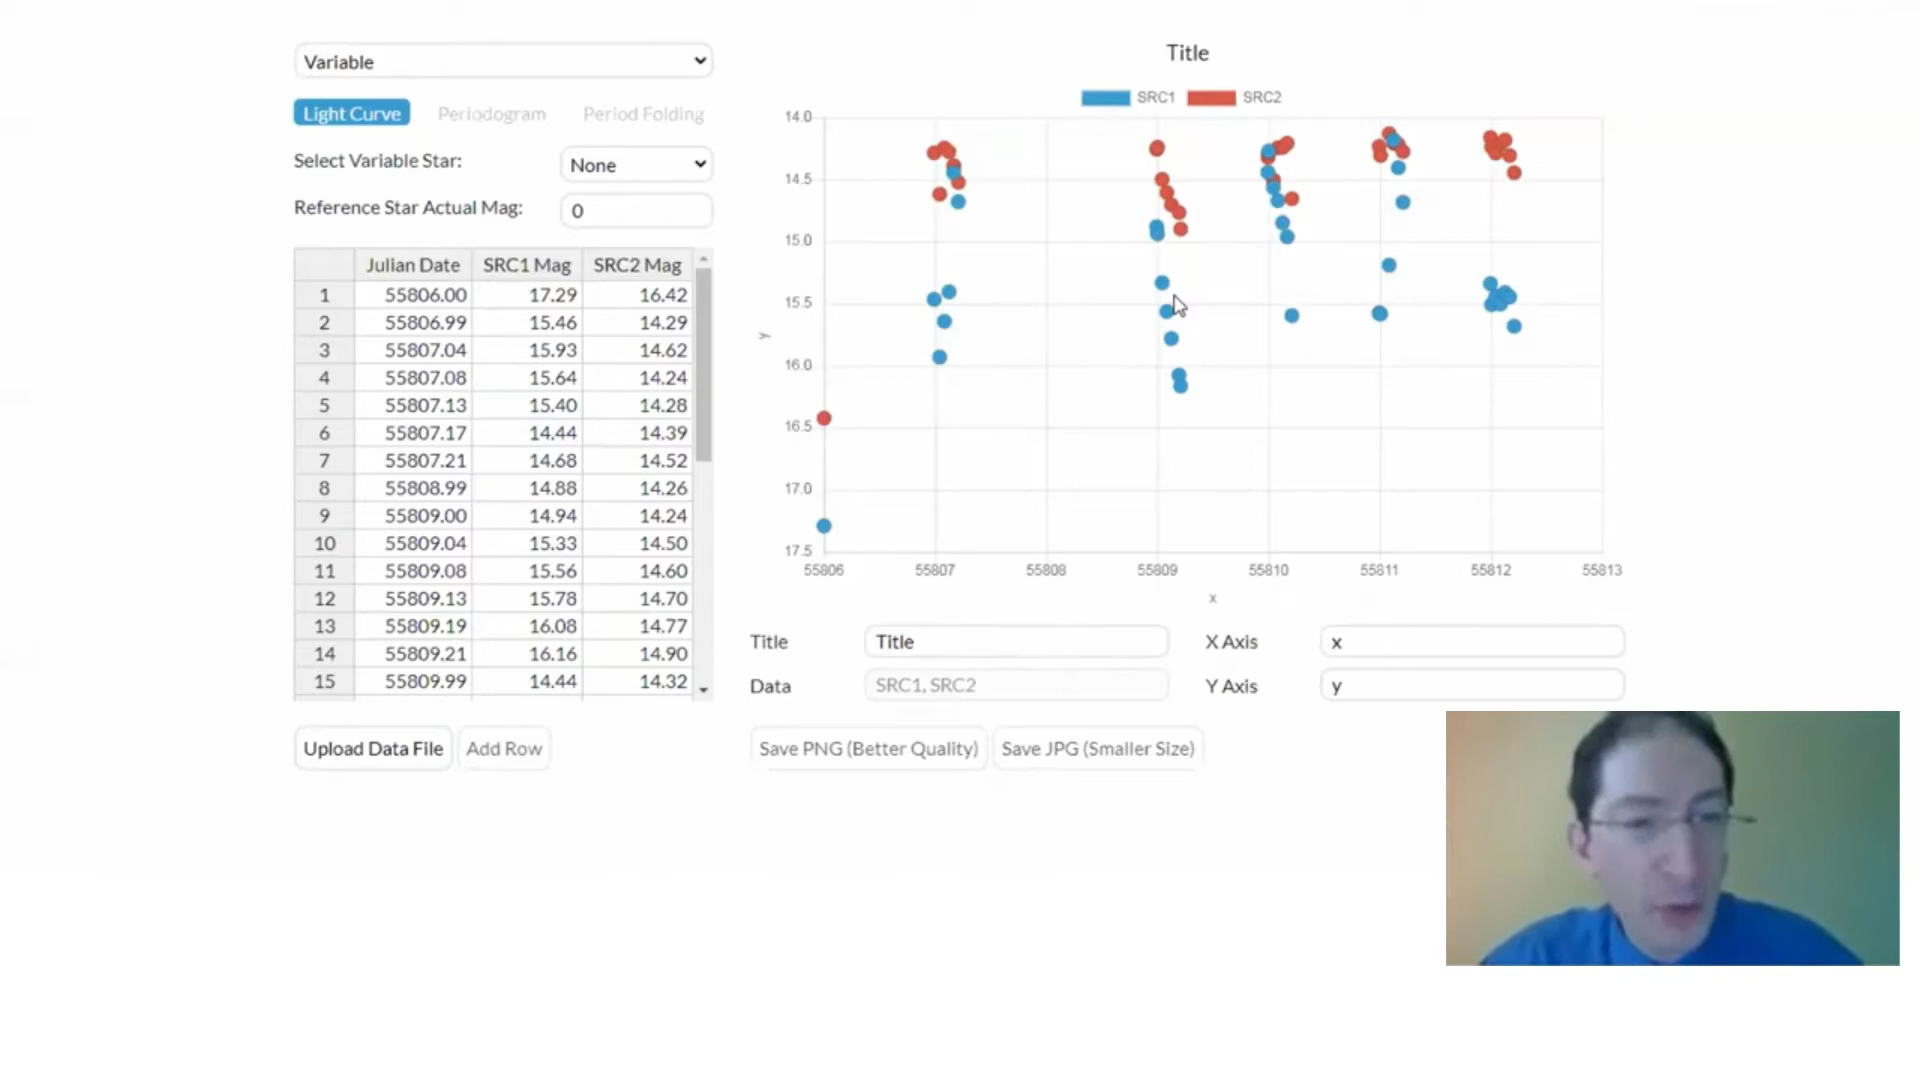 Variable
Light Curve Periodogram Period Folding
Select Variable Star: None
Reference Star Actual Mag: 0
Julian Date SRC1 Mag SRC2 Mag
1 55806.00 17.29 16.42
2 55806.99 15.46 14.29
3 55807.04 15.93 14.62
4 55807.08 15.64 14.24
5 55807.13 15.40 14.28
6 55807.17 14.44 14.39
7 55807.21 14.68 14.52
8 55808.99 14.88 14.26
9 55809.00 14.94 14.24
10 55809.04 15.33 14.50
11 55809.08 15.56 14.60
12 55809.13 15.78 14.70
13 55809.19 16.08 14.77
14 55809.21 16.16 14.90
15 55809.99 14.44 14.32
Upload Data File Add Row
Title
SRC1 SRC2
14.0
14.5
15.0
15.5
16.0
16.5
17.0
17.5
y
55806 55807 55808 55809 55810 55811 55812 55813
x
Title Title X Axis x
Data SRC1, SRC2 Y Axis y
Save PNG (Better Quality) Save JPG (Smaller Size)